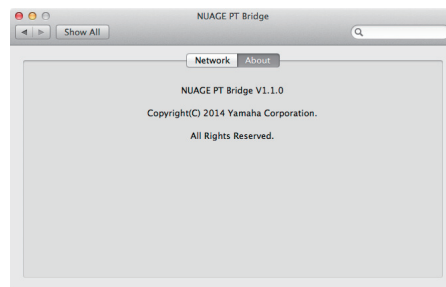 NUAGE PT Bridge
Show All
Network About
NUAGE PT Bridge V1.1.0
Copyright(C) 2014 Yamaha Corporation.
All Rights Reserved.